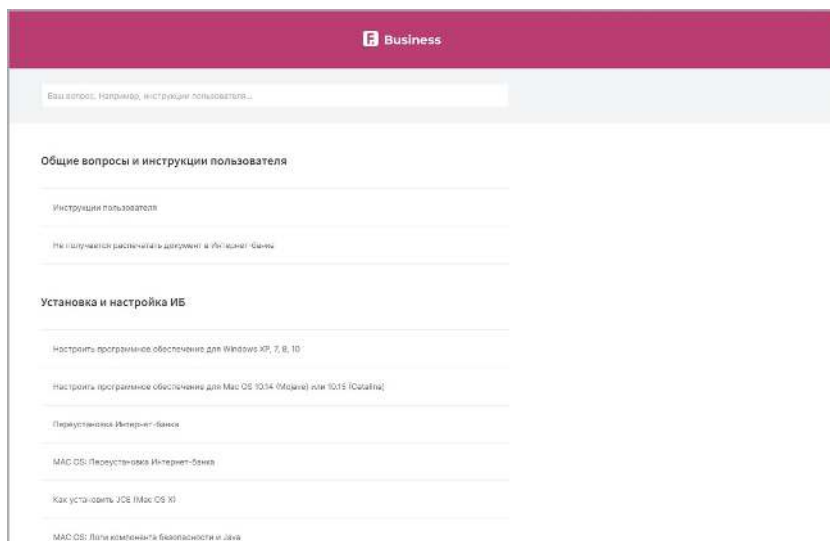 F. Business
Ваш вопрос. Например, инструкции пользователя...
Общие вопросы и инструкции пользователя
Инструкции пользователя
Не получается распечатать документ в Интернет-банке
Установка и настройка ИБ
Настроить программное обеспечение для Windows XP, 7, 8, 10
Настроить программное обеспечение для Mac OS 10.14 (Mojave) или 10.15 (Catalina)
Переустановка Интернет-банка
MAC OS: Переустановка Интернет-банка
Как установить JCE (Mac OS X)
MAC OS: Логи компонента безопасности и Java